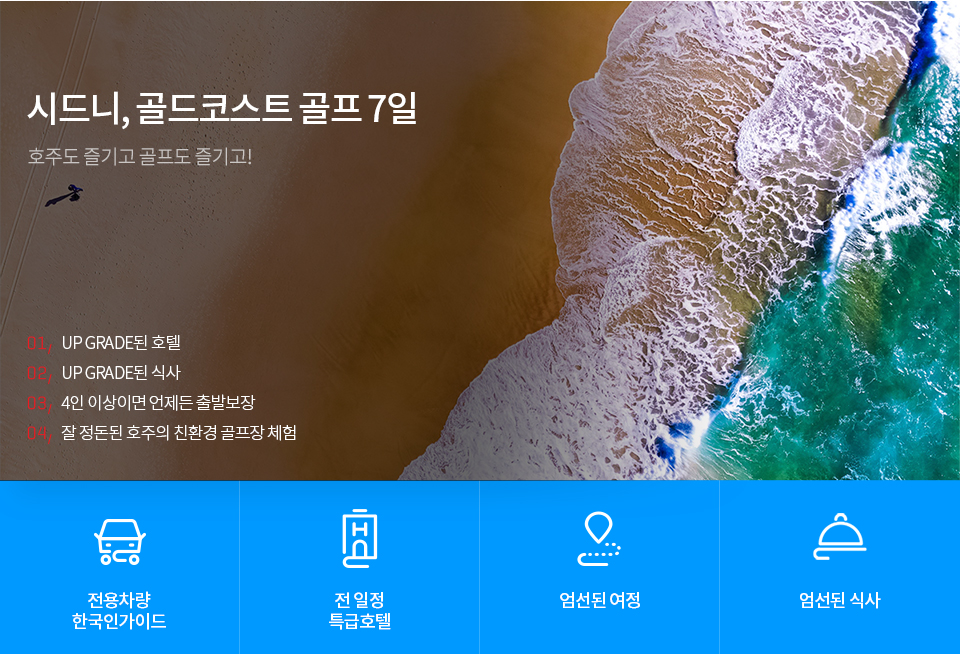 시드니, 골드코스트 골프 7일
호주도 즐기고 골프도 즐기고!
01, UP GRADE된 호텔
02, UP GRADE된 식사
03, 4인 이상이면 언제든 출발보장
04, 잘 정돈된 호주의 친환경 골프장 체험
H
전용차량
한국인가이드
전 일정
특급호텔
엄선된 여정
엄선된 식사